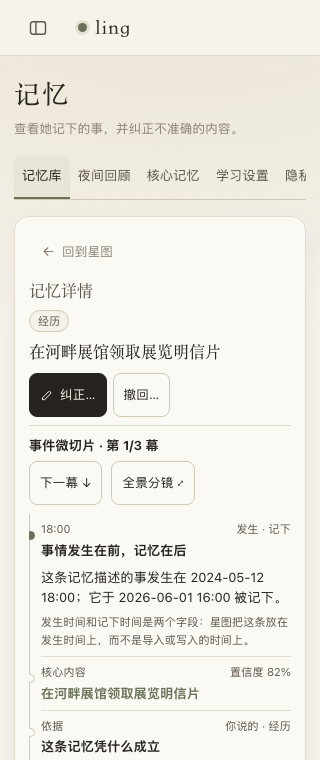 ling
记忆
查看她记下的事，并纠正不准确的内容。
记忆库 夜间回顾 核心记忆 学习设置 隐私
← 回到星图
记忆详情
经历
在河畔展馆领取展览明信片
纠正… 撤回…
事件微切片 · 第 1/3 幕
下一幕 ↓ 全景分镜 ⤢
18:00 发生 · 记下
事情发生在前，记忆在后
这条记忆描述的事发生在 2024-05-12
18:00；它于 2026-06-01 16:00 被记下。
发生时间和记下时间是两个字段：星图把这条放在
发生时间上，而不是导入或写入的时间上。
核心内容 置信度 82%
在河畔展馆领取展览明信片
依据 你说的 · 经历
这条记忆凭什么成立